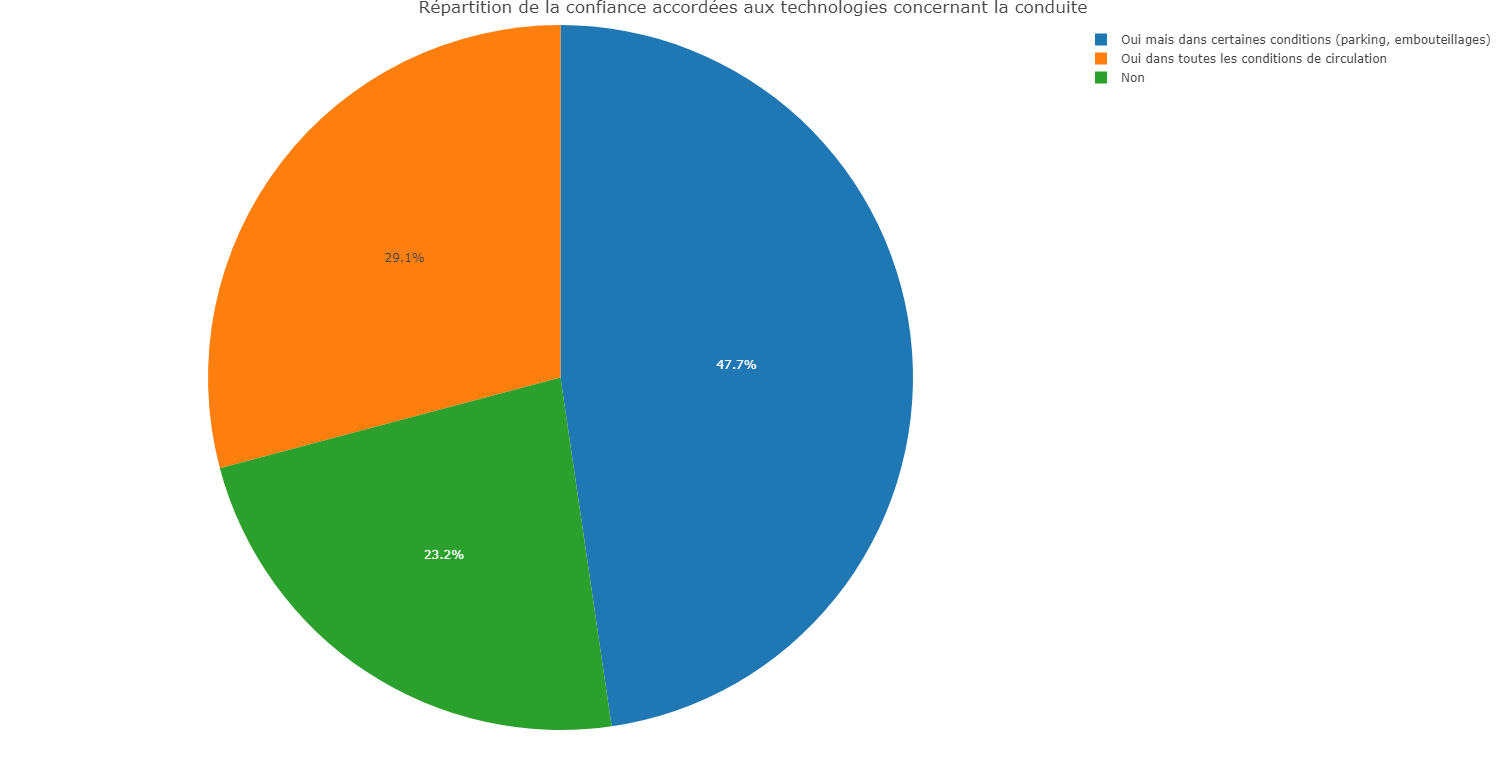 Répartition de la confiance accordées aux technologies concernant la conduite
Oui mais dans certaines conditions (parking, embouteillages)
Oui dans toutes les conditions de circulation
Non
29.1%
47.7%
23.2%